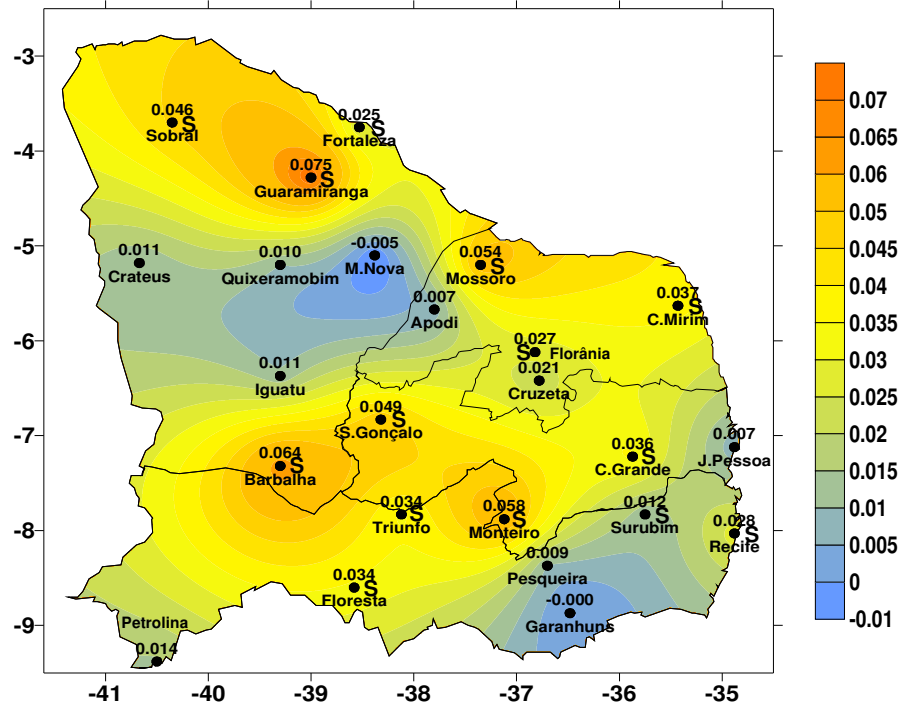 -3
-4
-5
-6
-7
-8
-9
0.046
S
Sobral
0.025
S
Fortaleza
0.075
S
Guaramiranga
0.011
Crateus
0.010
Quixeramobim
-0.005
M.Nova
0.054
S
Mossoro
0.007
Apodi
0.037
S
C.Mirim
0.027
S
Florânia
0.021
Cruzeta
0.011
Iguatu
0.049
S
S.Gonçalo
0.064
S
Barbalha
0.036
S
C.Grande
0.007
J.Pessoa
0.034
S
Triunfo
0.058
S
Monteiro
0.012
S
Surubim
0.028
S
Recife
0.009
Pesqueira
0.034
S
Floresta
-0.000
Garanhuns
Petrolina
0.014
-41 -40 -39 -38 -37 -36 -35
0.07
0.065
0.06
0.055
0.05
0.045
0.04
0.035
0.03
0.025
0.02
0.015
0.01
0.005
0
-0.01